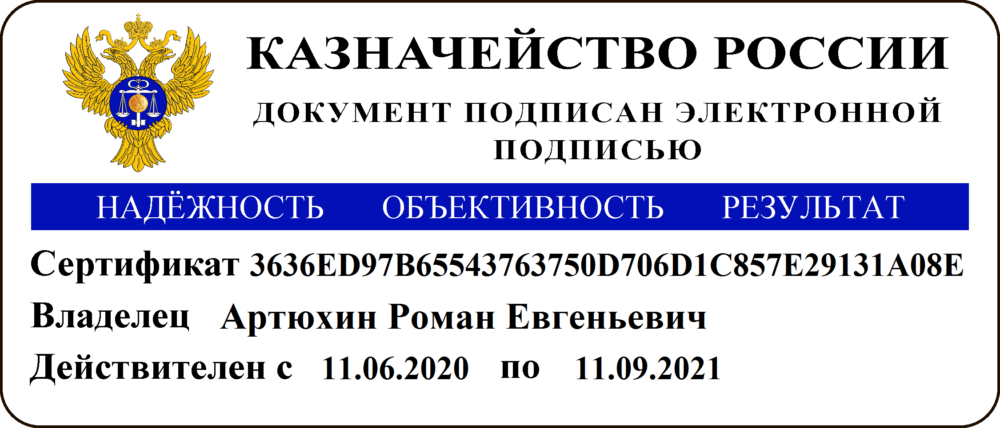 КАЗНАЧЕЙСТВО РОССИИ
ДОКУМЕНТ ПОДПИСАН ЭЛЕКТРОННОЙ
ПОДПИСЬЮ
НАДЁЖНОСТЬ ОБЪЕКТИВНОСТЬ РЕЗУЛЬТАТ
Сертификат 3636ED97B65543763750D706D1C857E29131A08E
Владелец Артюхин Роман Евгеньевич
Действителен с 11.06.2020 по 11.09.2021